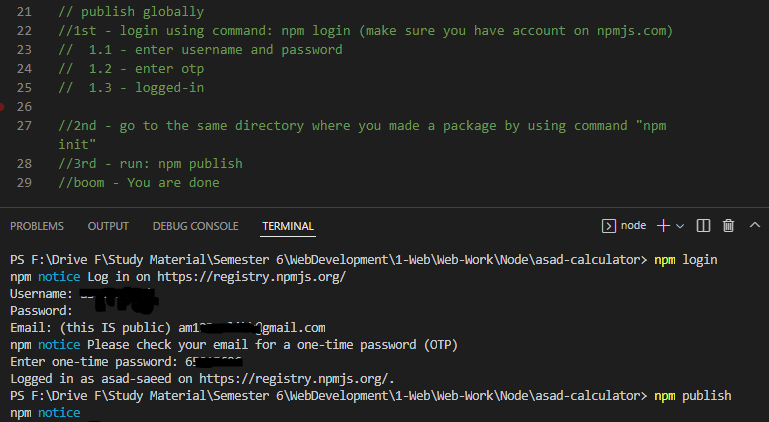 21 // publish globally
22 //1st - login using command: npm login (make sure you have account on npmjs.com)
23 //  1.1 - enter username and password
24 //  1.2 - enter otp
25 //  1.3 - logged-in
26
27 //2nd - go to the same directory where you made a package by using command "npm
init"
28 //3rd - run: npm publish
29 //boom - You are done
PROBLEMS OUTPUT DEBUG CONSOLE TERMINAL node
PS F:\Drive F\Study Material\Semester 6\WebDevelopment\1-Web\Web-Work\Node\asad-calculator> npm login
npm notice Log in on https://registry.npmjs.org/
Username:
Password:
Email: (this IS public) gmail.com
npm notice Please check your email for a one-time password (OTP)
Enter one-time password:
Logged in as asad-saeed on https://registry.npmjs.org/.
PS F:\Drive F\Study Material\Semester 6\WebDevelopment\1-Web\Web-Work\Node\asad-calculator> npm publish
npm notice